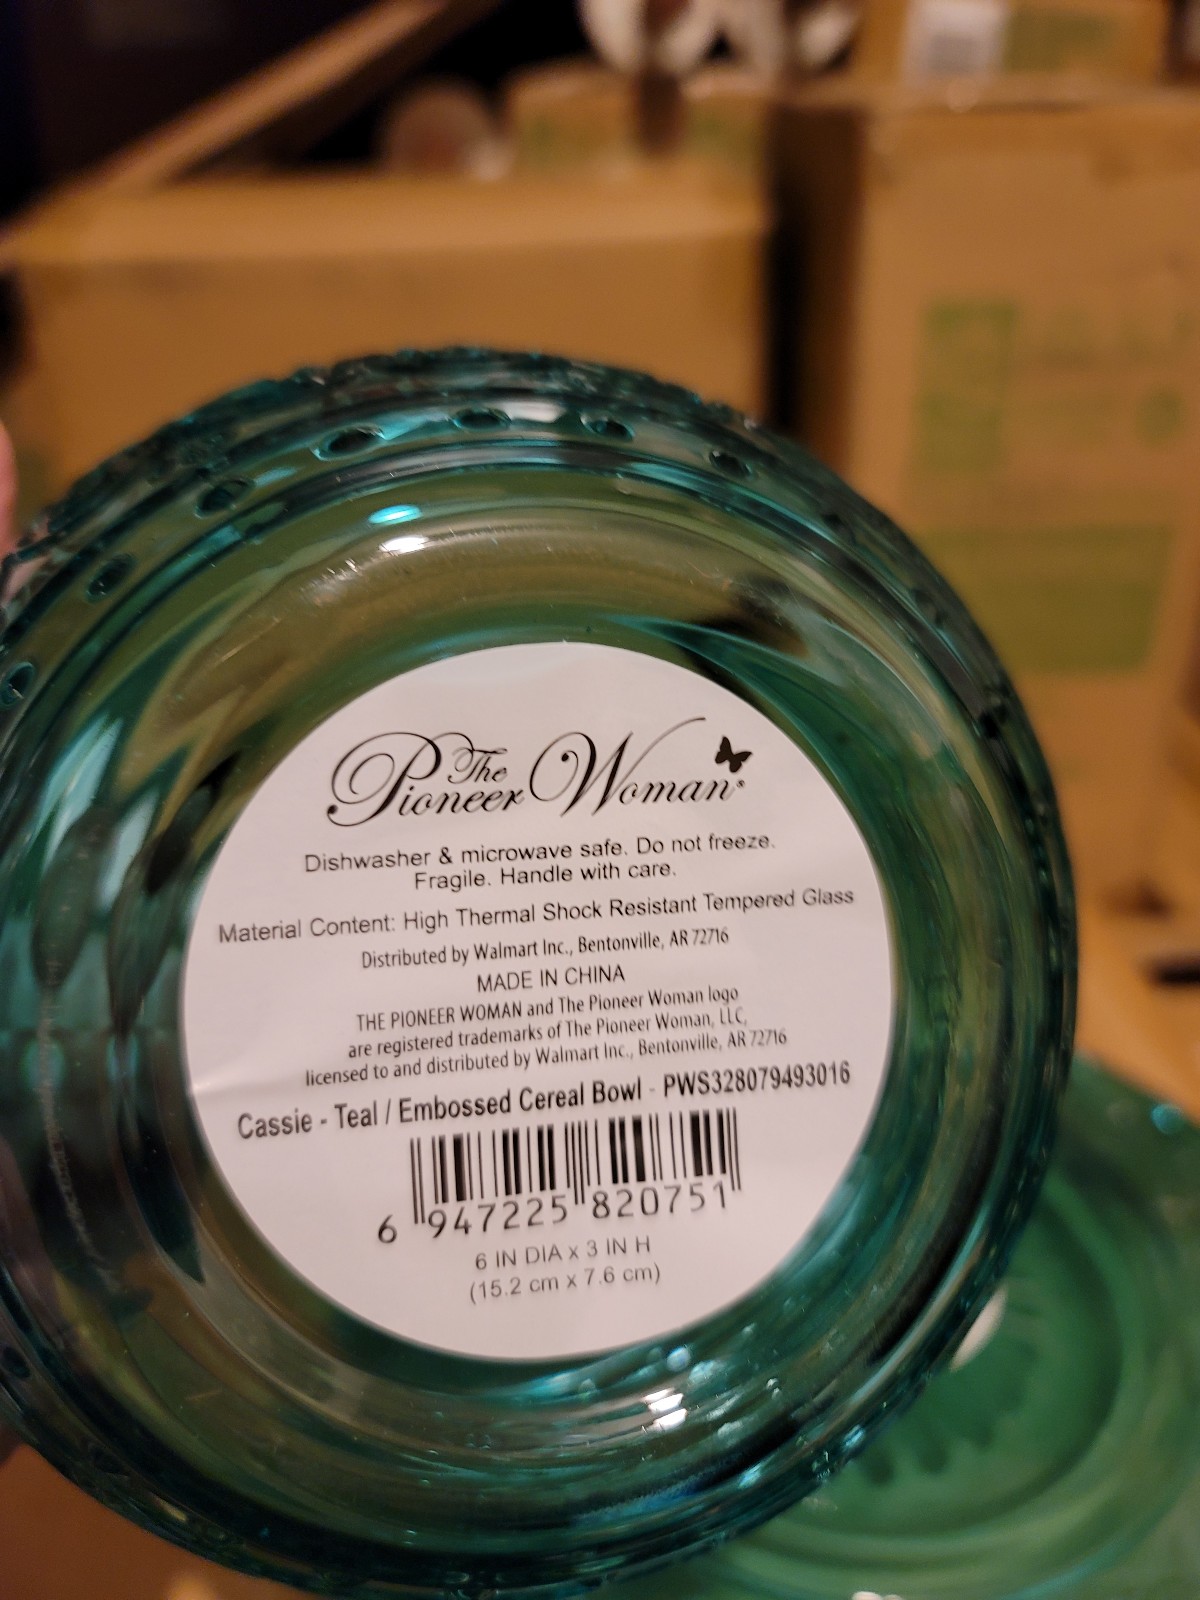 The Pioneer Woman®
Dishwasher & microwave safe. Do not freeze.
Fragile. Handle with care.
Material Content: High Thermal Shock Resistant Tempered Glass
Distributed by Walmart Inc., Bentonville, AR 72716
MADE IN CHINA
THE PIONEER WOMAN and The Pioneer Woman logo
are registered trademarks of The Pioneer Woman, LLC,
licensed to and distributed by Walmart Inc., Bentonville, AR 72716
Cassie - Teal / Embossed Cereal Bowl - PWS328079493016
6 947225 820751
6 IN DIA x 3 IN H
(15.2 cm x 7.6 cm)